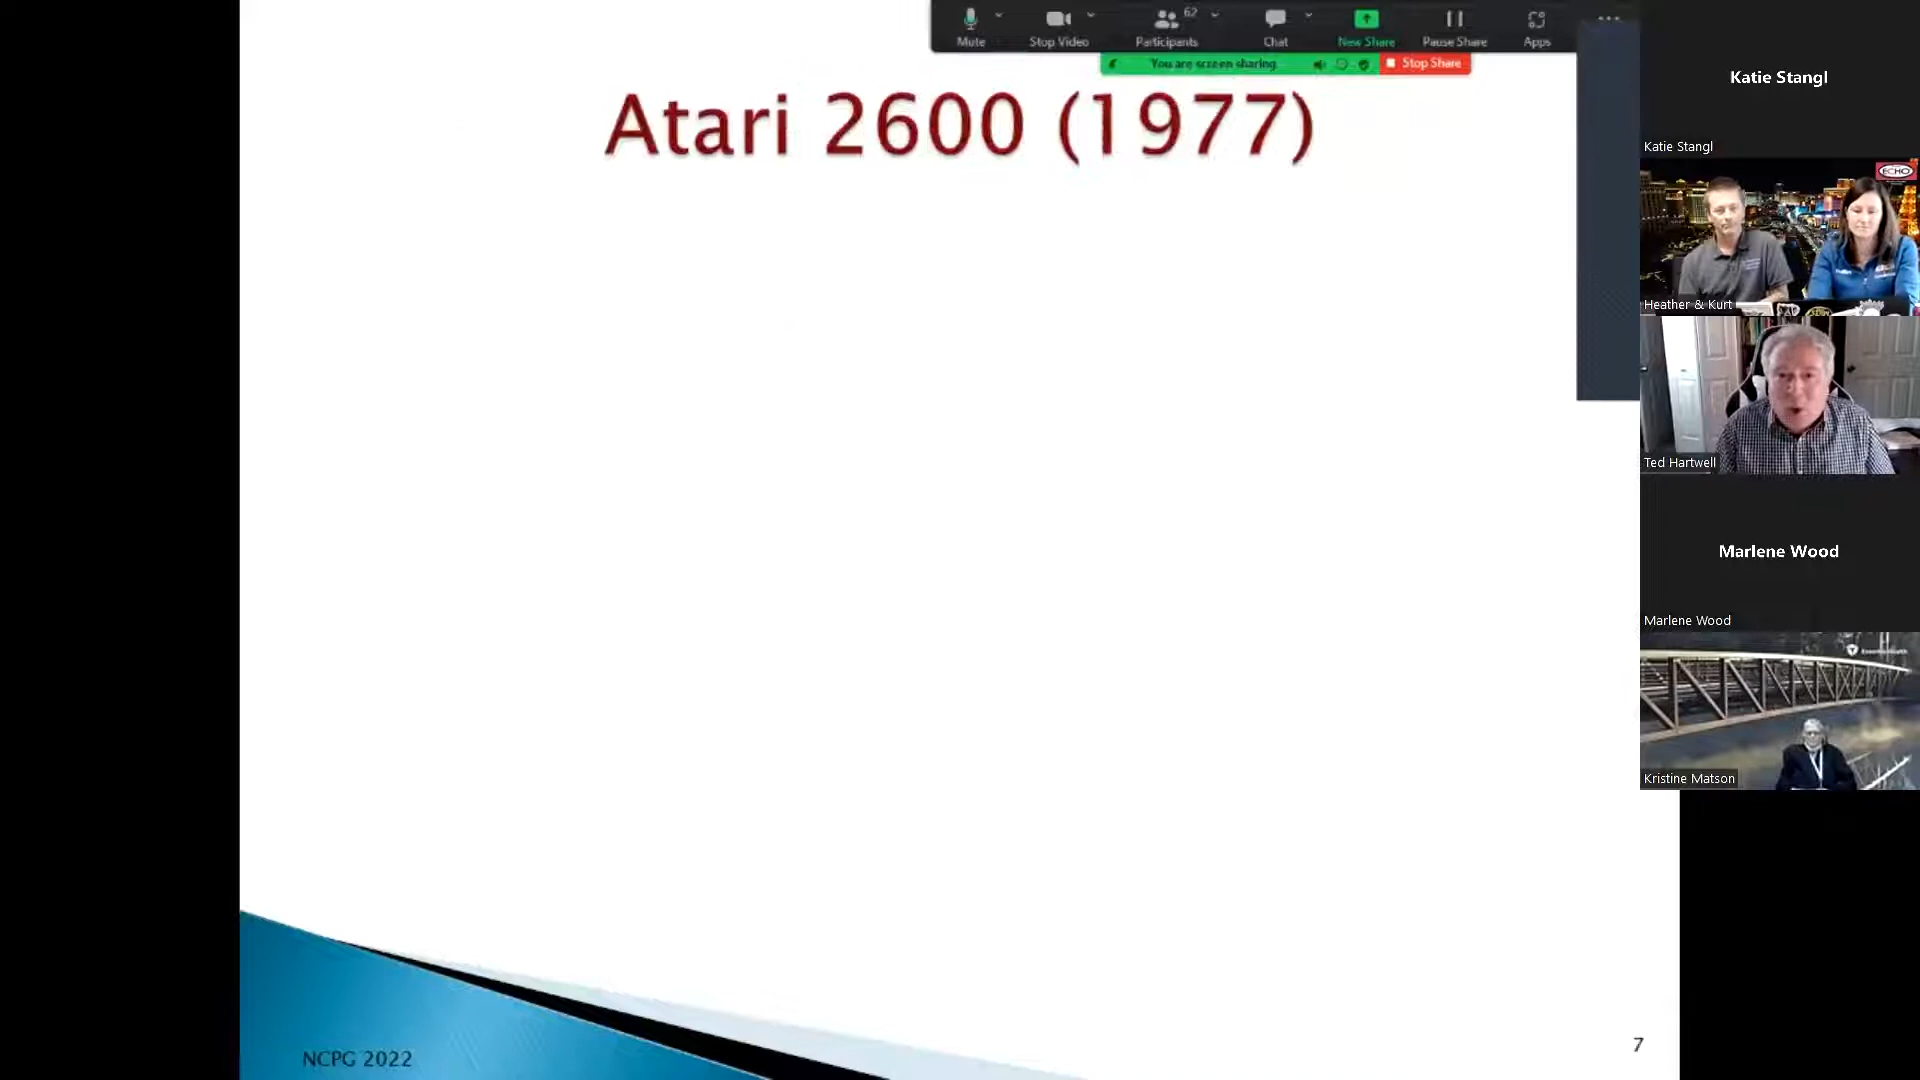 62
Mute
Stop Video
Participants
Chat
New Share
Pause Share
Apps
You are screen sharing
Stop Share
Atari 2600 (1977)
Katie Stangl
Katie Stangl
ECHO
Heather & Kurt
Ted Hartwell
Marlene Wood
Marlene Wood
Kristine Matson
NCPG 2022
7